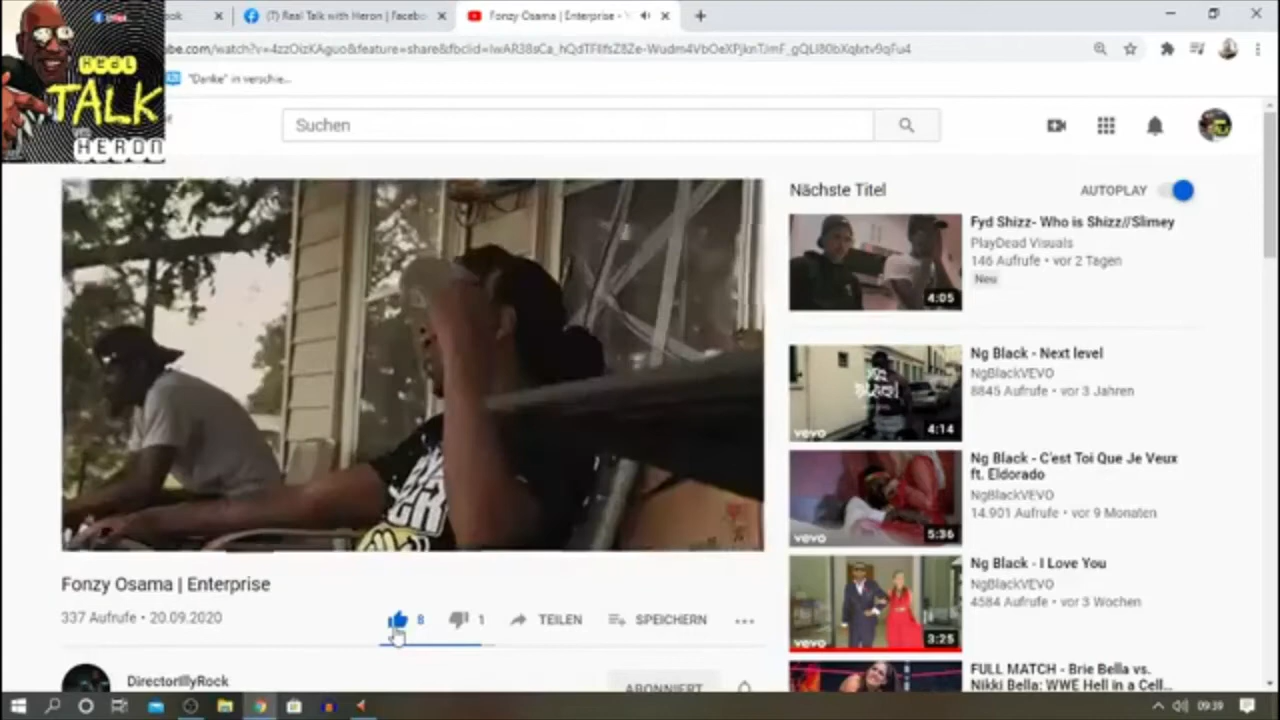 (7) Real Talk with Heron | Facebo
Fonzy Osama | Enterprise -
"Danke" in verschie...
REAL
TALK
HERON
Suchen
Nächste Titel
AUTOPLAY
Fyd Shizz- Who is Shizz//Slimey
PlayDead Visuals
146 Aufrufe • vor 2 Tagen
Neu
4:05
Ng Black - Next level
NgBlackVEVO
8845 Aufrufe • vor 3 Jahren
vevo
4:14
Ng Black - C'est Toi Que Je Veux
ft. Eldorado
NgBlackVEVO
14.901 Aufrufe • vor 9 Monaten
vevo
5:36
Ng Black - I Love You
NgBlackVEVO
4584 Aufrufe • vor 3 Wochen
vevo
3:25
FULL MATCH - Brie Bella vs.
Nikki Bella: WWE Hell in a Cell...
Fonzy Osama | Enterprise
337 Aufrufe • 20.09.2020
8
1
TEILEN
SPEICHERN
DirectorIllyRock
ABONNIERT
09:39